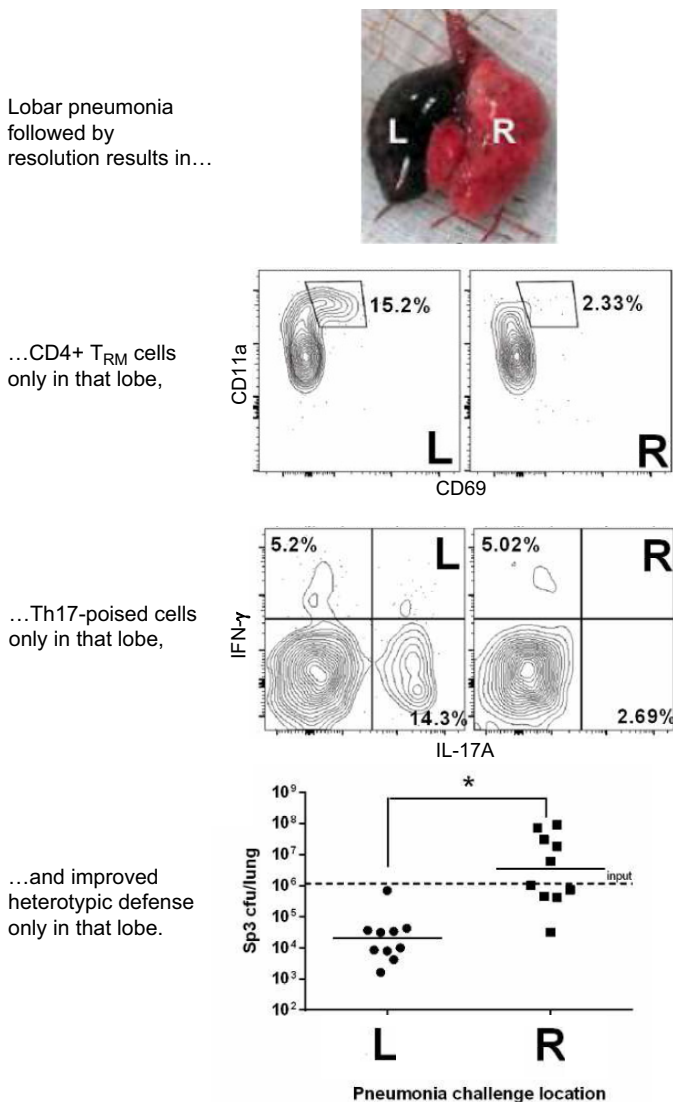 Lobar pneumonia
followed by
resolution results in…
L
R
…CD4+ TRM cells
only in that lobe,
CD11a
15.2%
L
2.33%
R
CD69
…Th17-poised cells
only in that lobe,
IFN-γ
5.2%
L
14.3%
5.02%
R
2.69%
IL-17A
…and improved
heterotypic defense
only in that lobe.
Sp3 cfu/lung
10⁹
10⁸
10⁷
10⁶
10⁵
10⁴
10³
10²
*
input
L
R
Pneumonia challenge location